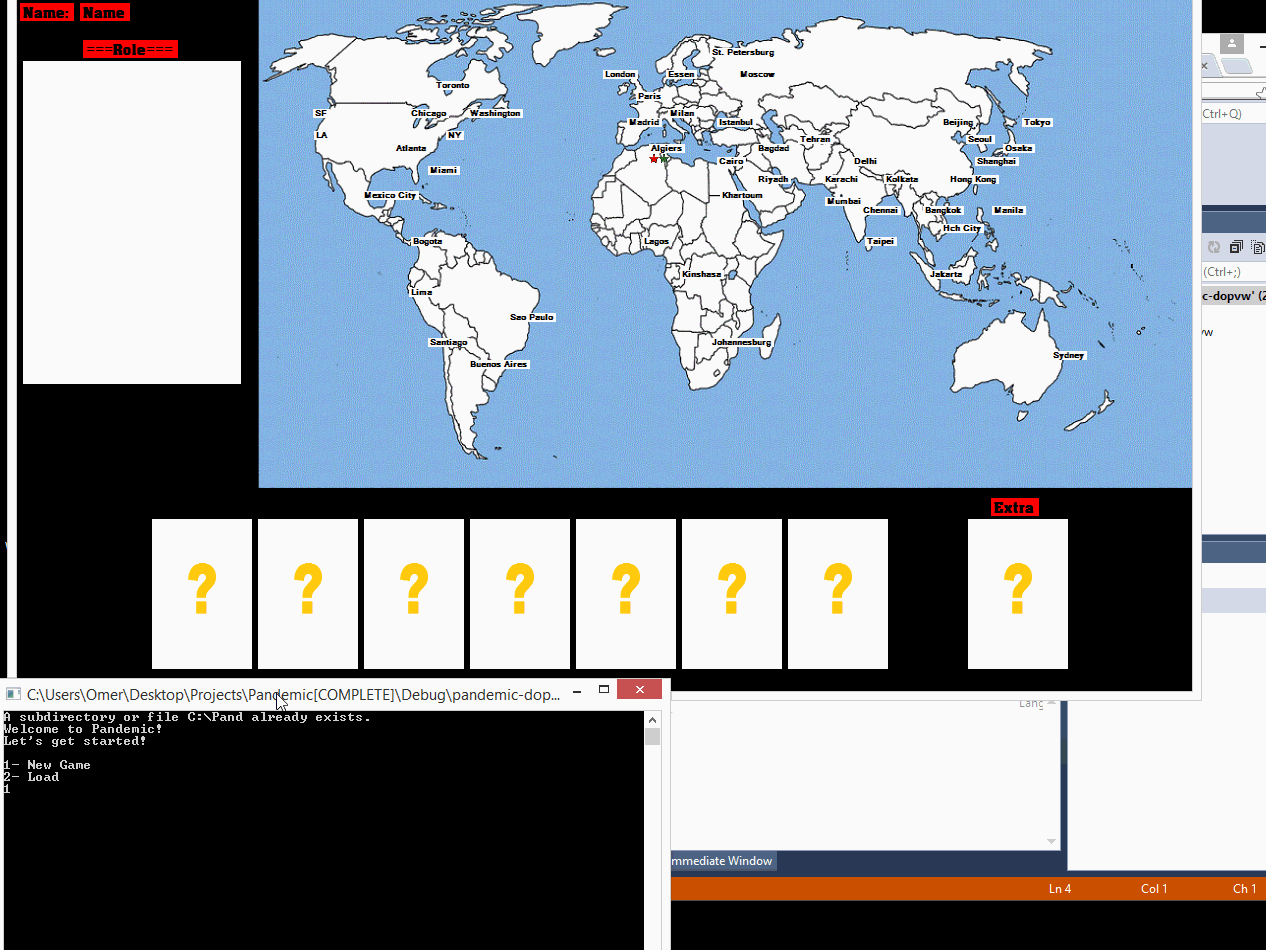 Name: Name
===Role===
St. Petersburg
London Essen Moscow
Toronto
Paris
SF Chicago Washington Madrid Milan Istanbul Beijing Tokyo
LA NY Tehran Seoul
Atlanta Algiers Bagdad Osaka
Miami Cairo Delhi Shanghai
Riyadh Karachi Kolkata Hong Kong
Mexico City Khartoum Mumbai
Chennai Bangkok Manila
Hch City
Bogota Lagos Taipei
Kinshasa Jakarta
Lima
Sao Paulo
Santiago Johannesburg
Sydney
Buenos Aires
Ctrl+Q)
(Ctrl+;)
c-dopvw' (2
Extra
? ? ? ? ? ? ? ?
C:\Users\Omer\Desktop\Projects\Pandemic[COMPLETE]\Debug\pandemic-dop...
A subdirectory or file C:\Pand already exists.
Welcome to Pandemic!
Let's get started!
1- New Game
2- Load
1
Lang
mmediate Window
Ln 4 Col 1 Ch 1